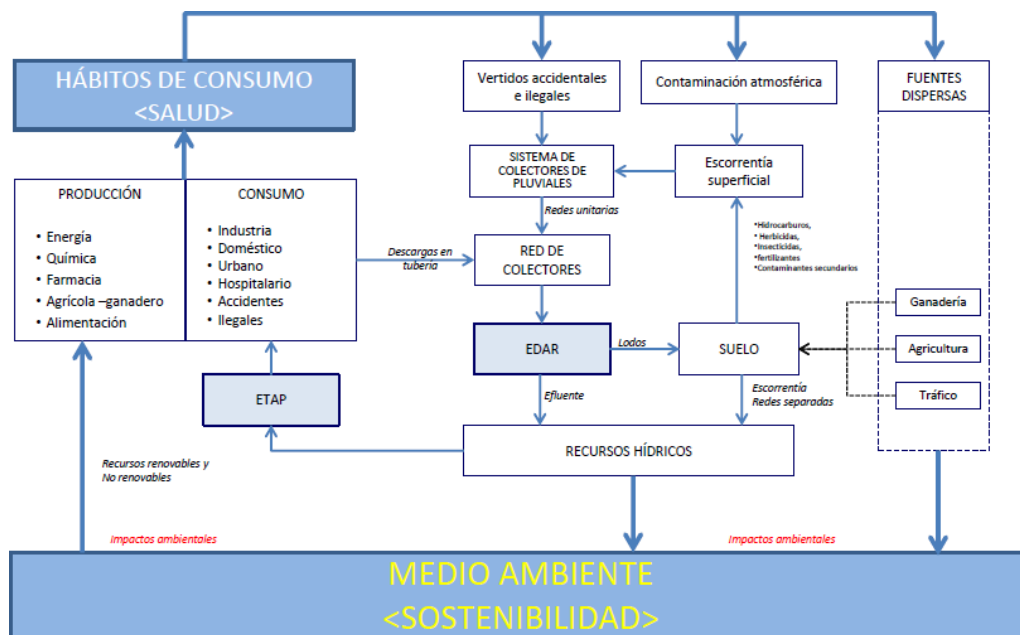 HÁBITOS DE CONSUMO
<SALUD>
Vertidos accidentales
e ilegales
Contaminación atmosférica
FUENTES
DISPERSAS
SISTEMA DE
COLECTORES DE
PLUVIALES
Escorrentía
superficial
PRODUCCIÓN
• Energía
• Química
• Farmacia
• Agrícola –ganadero
• Alimentación
CONSUMO
• Industria
• Doméstico
• Urbano
• Hospitalario
• Accidentes
• Ilegales
Redes unitarias
Descargas en
tubería
RED DE
COLECTORES
•Hidrocarburos,
• Herbicidas,
•Insecticidas,
•fertilizantes
•Contaminantes secundarios
Ganadería
EDAR
Lodos
SUELO
Agricultura
ETAP
Efluente
Escorrentía
Redes separadas
Tráfico
RECURSOS HÍDRICOS
Recursos renovables y
No renovables
Impactos ambientales
Impactos ambientales
MEDIO AMBIENTE
<SOSTENIBILIDAD>